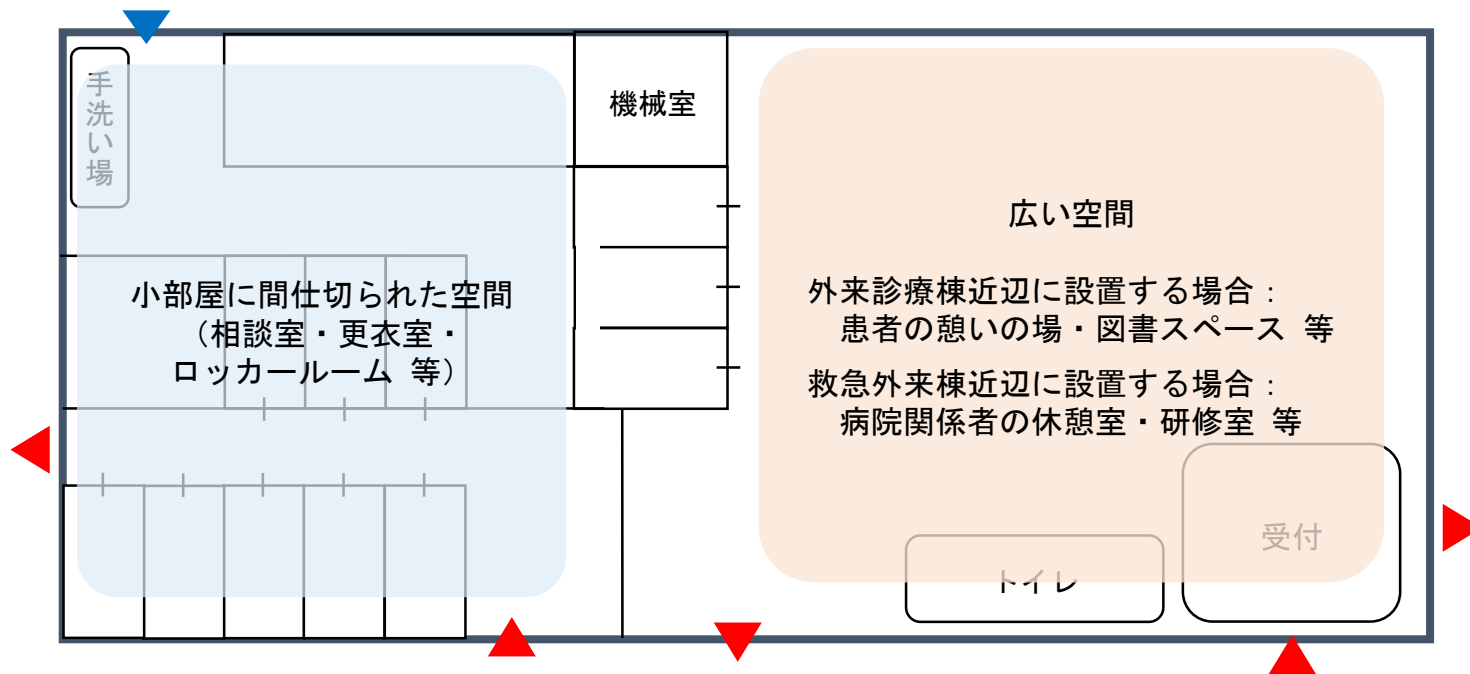 手洗い場
機械室
小部屋に間仕切られた空間
（相談室・更衣室・
ロッカールーム 等）
広い空間
外来診療棟近辺に設置する場合：
患者の憩いの場・図書スペース 等
救急外来棟近辺に設置する場合：
病院関係者の休憩室・研修室 等
受付
トイレ